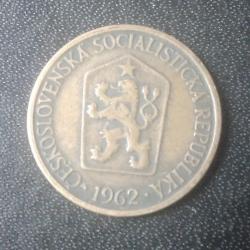 • ČESKOSLOVENSKÁ SOCIALISTICKÁ REPUBLIKA •
1962